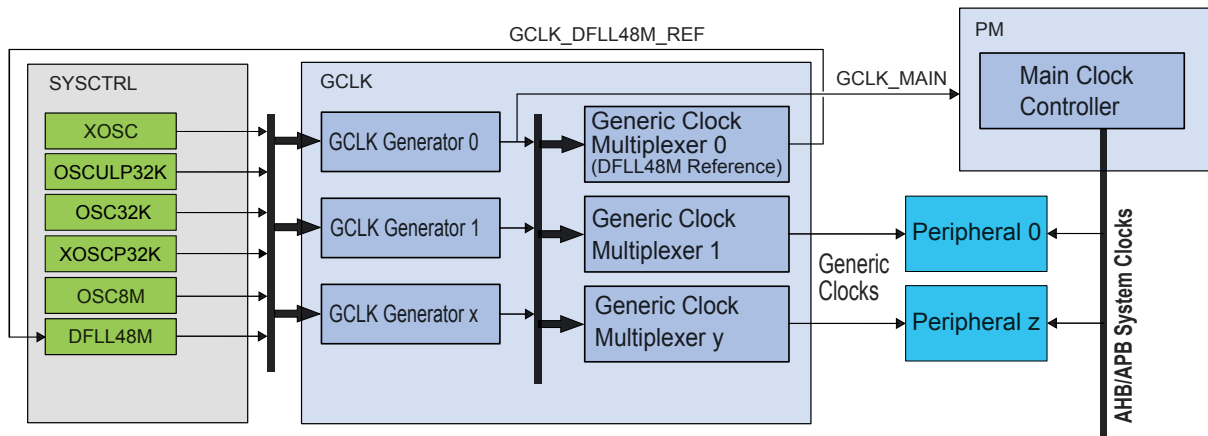 GCLK_DFLL48M_REF
SYSCTRL
XOSC
OSCULP32K
OSC32K
XOSCP32K
OSC8M
DFLL48M
GCLK
GCLK Generator 0
GCLK Generator 1
GCLK Generator x
Generic Clock
Multiplexer 0
(DFLL48M Reference)
Generic Clock
Multiplexer 1
Generic Clock
Multiplexer y
GCLK_MAIN
PM
Main Clock
Controller
Generic
Clocks
Peripheral 0
Peripheral z
AHB/APB System Clocks